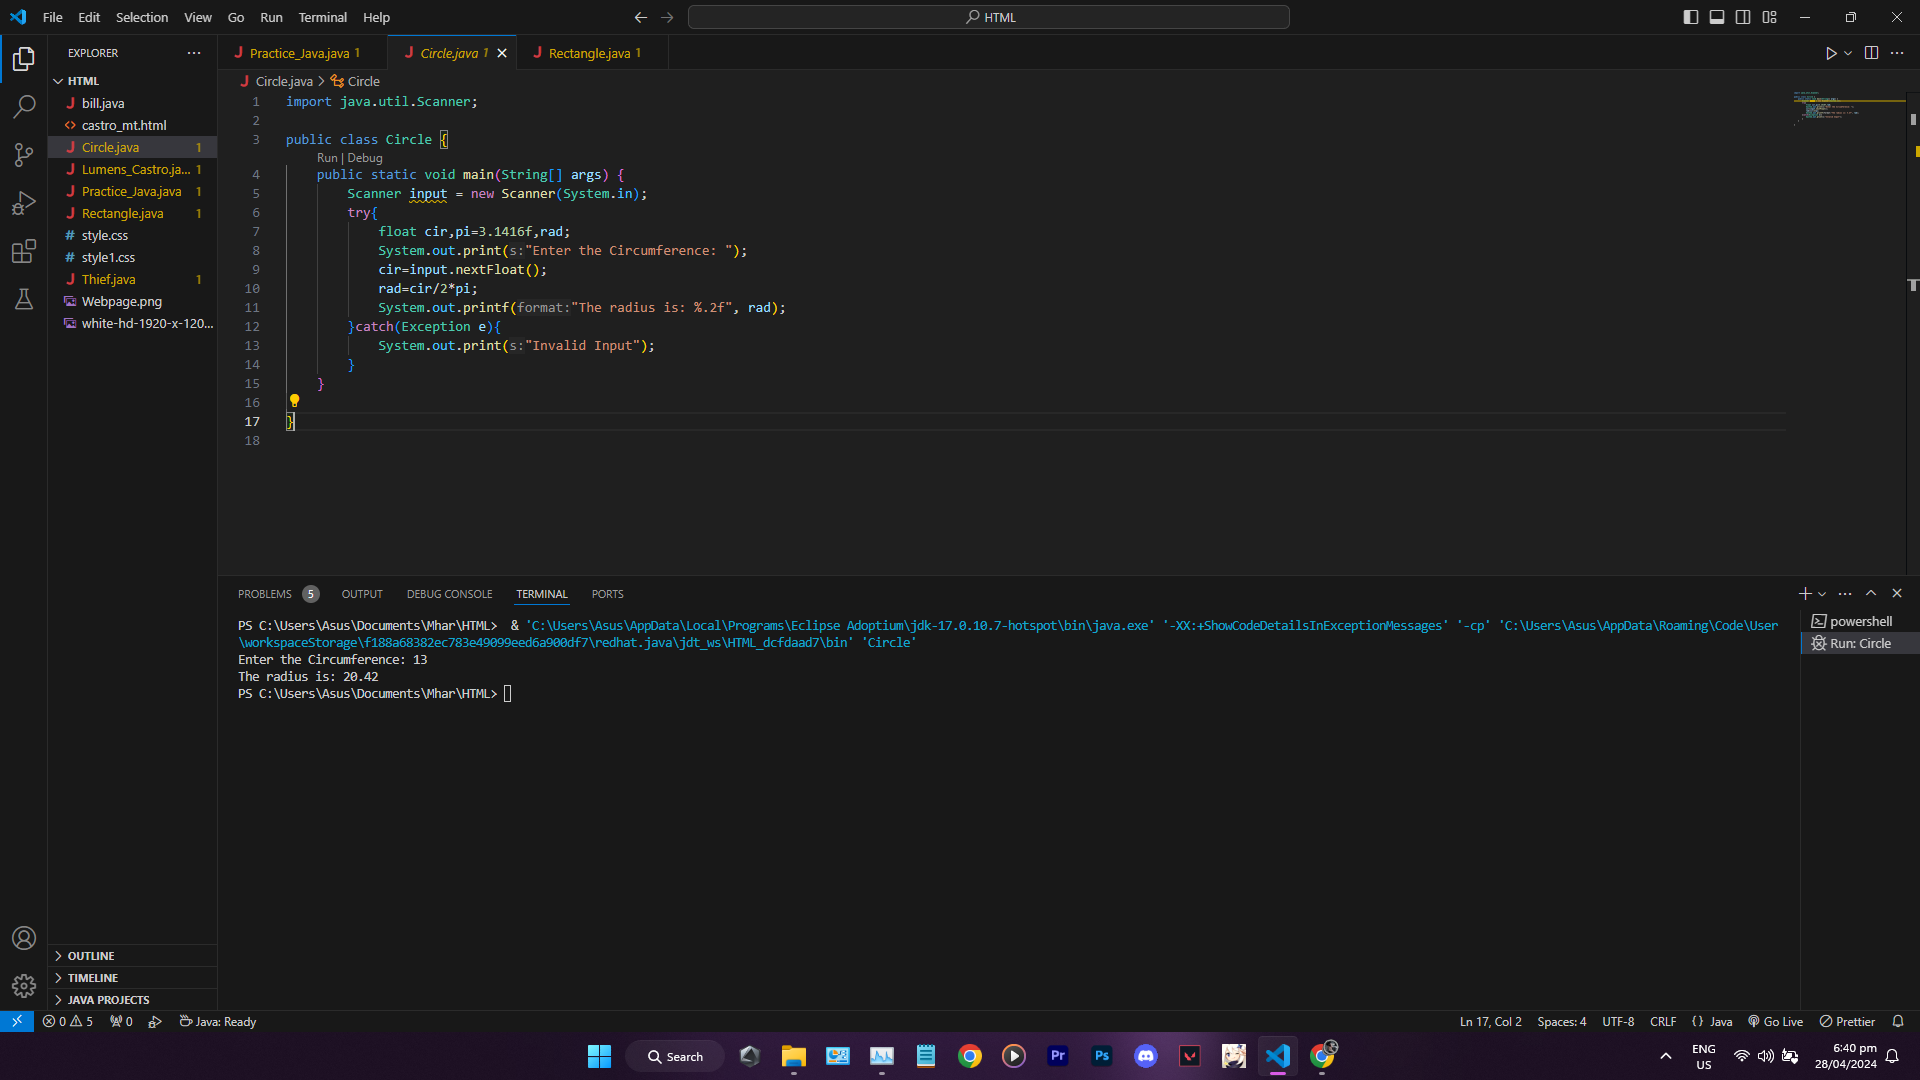 File Edit Selection View Go Run Terminal Help
HTML
EXPLORER
Practice_Java.java 1
Circle.java 1
Rectangle.java 1
HTML
bill.java
castro_mt.html
Circle.java 1
Lumens_Castro.ja... 1
Practice_Java.java 1
Rectangle.java 1
style.css
style1.css
Thief.java 1
Webpage.png
white-hd-1920-x-120...
Circle.java > Circle
1 import java.util.Scanner;
2
3 public class Circle {
Run | Debug
4 public static void main(String[] args) {
5 Scanner input = new Scanner(System.in);
6 try{
7 float cir,pi=3.1416f,rad;
8 System.out.print(s:"Enter the Circumference: ");
9 cir=input.nextFloat();
10 rad=cir/2*pi;
11 System.out.printf(format:"The radius is: %.2f", rad);
12 }catch(Exception e){
13 System.out.print(s:"Invalid Input");
14 }
15 }
16
17 }
18
PROBLEMS 5 OUTPUT DEBUG CONSOLE TERMINAL PORTS
PS C:\Users\Asus\Documents\Mhar\HTML> & 'C:\Users\Asus\AppData\Local\Programs\Eclipse Adoptium\jdk-17.0.10.7-hotspot\bin\java.exe' '-XX:+ShowCodeDetailsInExceptionMessages' '-cp' 'C:\Users\Asus\AppData\Roaming\Code\User
\workspaceStorage\f188a68382ec783e49099eed6a900df7\redhat.java\jdt_ws\HTML_dcfdaad7\bin' 'Circle'
Enter the Circumference: 13
The radius is: 20.42
PS C:\Users\Asus\Documents\Mhar\HTML>
powershell
Run: Circle
OUTLINE
TIMELINE
JAVA PROJECTS
0 5 0 Java: Ready
Ln 17, Col 2 Spaces: 4 UTF-8 CRLF {} Java Go Live Prettier
Search
Pr
Ps
ENG
US
6:40 pm
28/04/2024